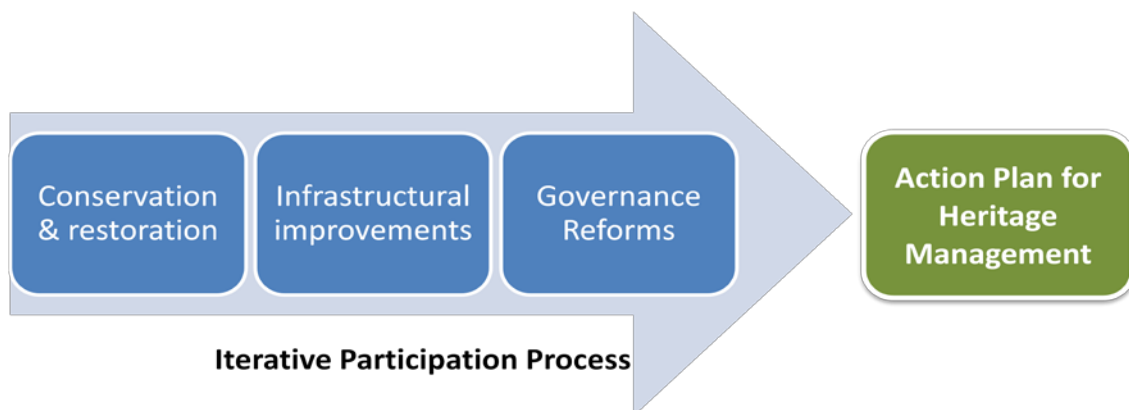 Conservation
& restoration
Infrastructural
improvements
Governance
Reforms
Action Plan for
Heritage
Management
Iterative Participation Process